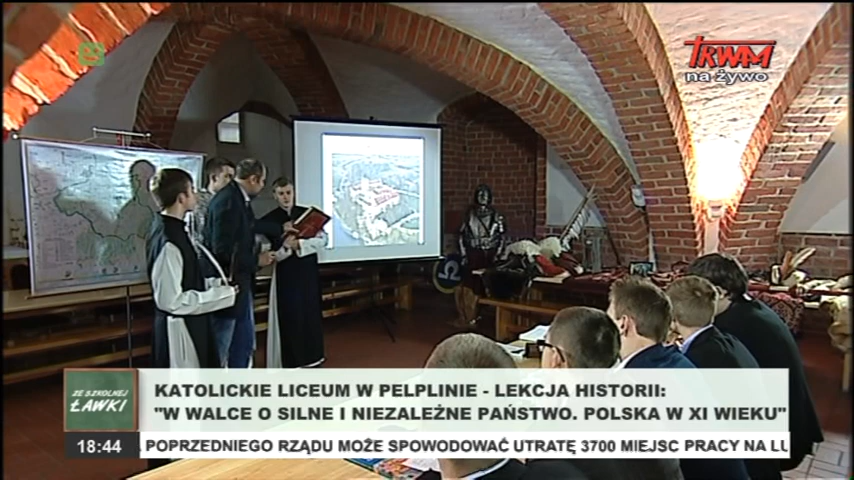 TRWAM
na żywo
ZE SZKOLNEJ
ŁAWKI
KATOLICKIE LICEUM W PELPLINIE - LEKCJA HISTORII:
"W WALCE O SILNE I NIEZALEŻNE PAŃSTWO. POLSKA W XI WIEKU"
18:44
POPRZEDNIEGO RZĄDU MOŻE SPOWODOWAĆ UTRATĘ 3700 MIEJSC PRACY NA LU